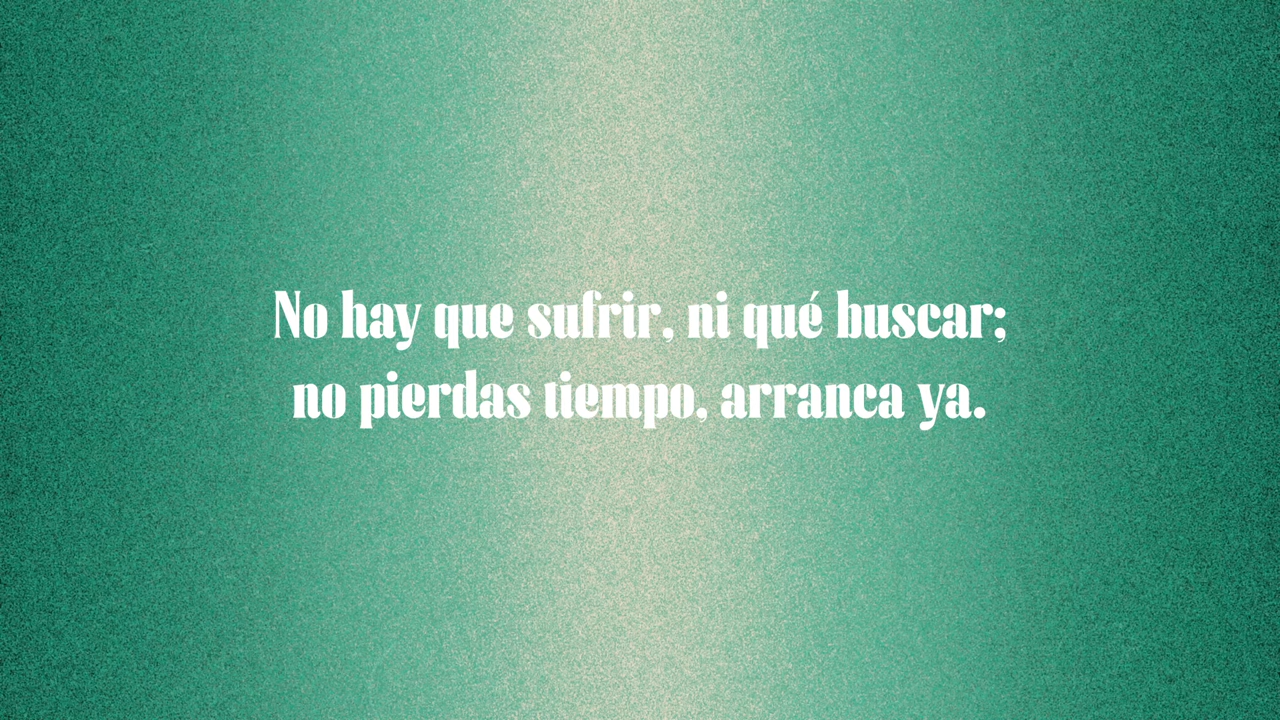 No hay que sufrir, ni qué buscar;
no pierdas tiempo, arranca ya.